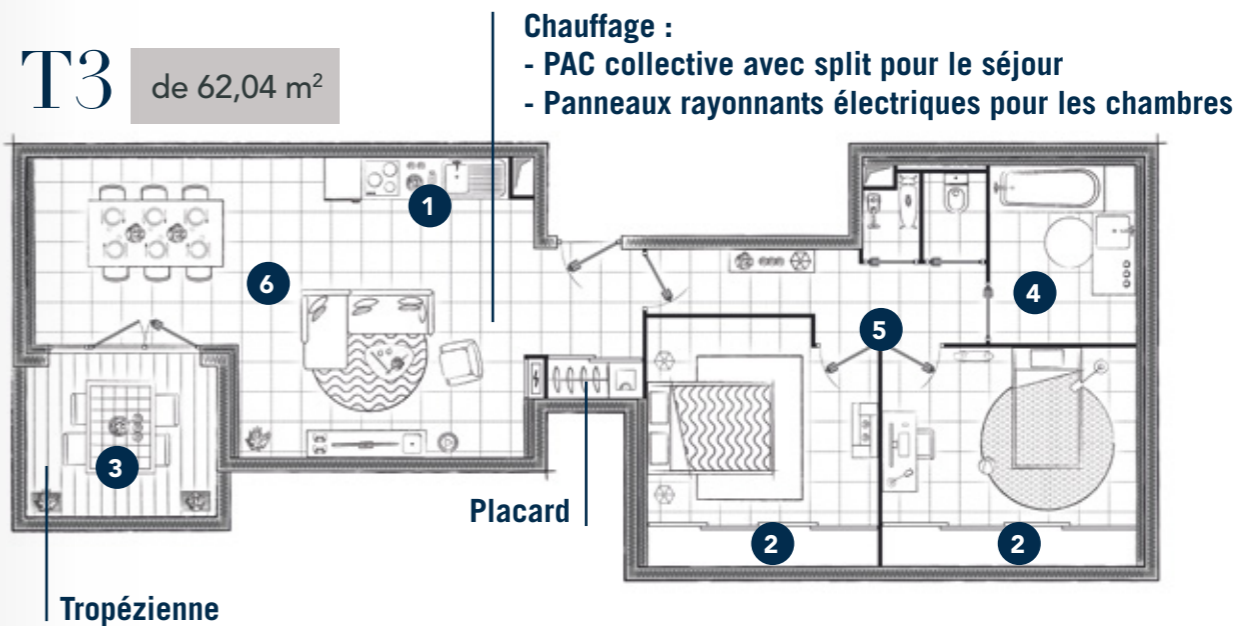 T3 de 62,04 m²
Chauffage :
- PAC collective avec split pour le séjour
- Panneaux rayonnants électriques pour les chambres
1
6
4
5
3
Placard
2
2
Tropézienne